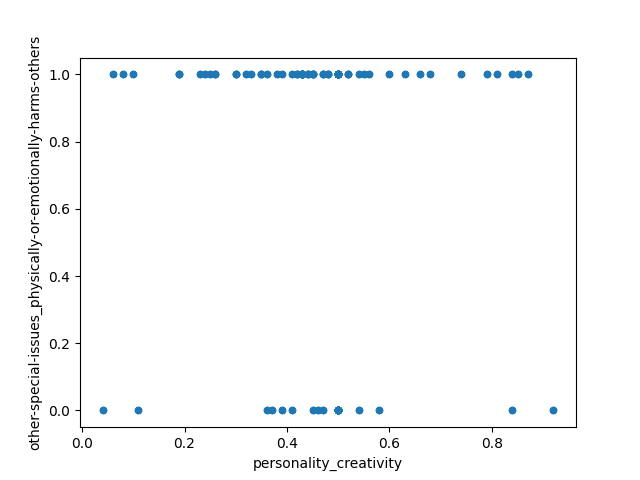 other-special-issues_physically-or-emotionally-harms-others
1.0
0.8
0.6
0.4
0.2
0.0
0.0 0.2 0.4 0.6 0.8
personality_creativity